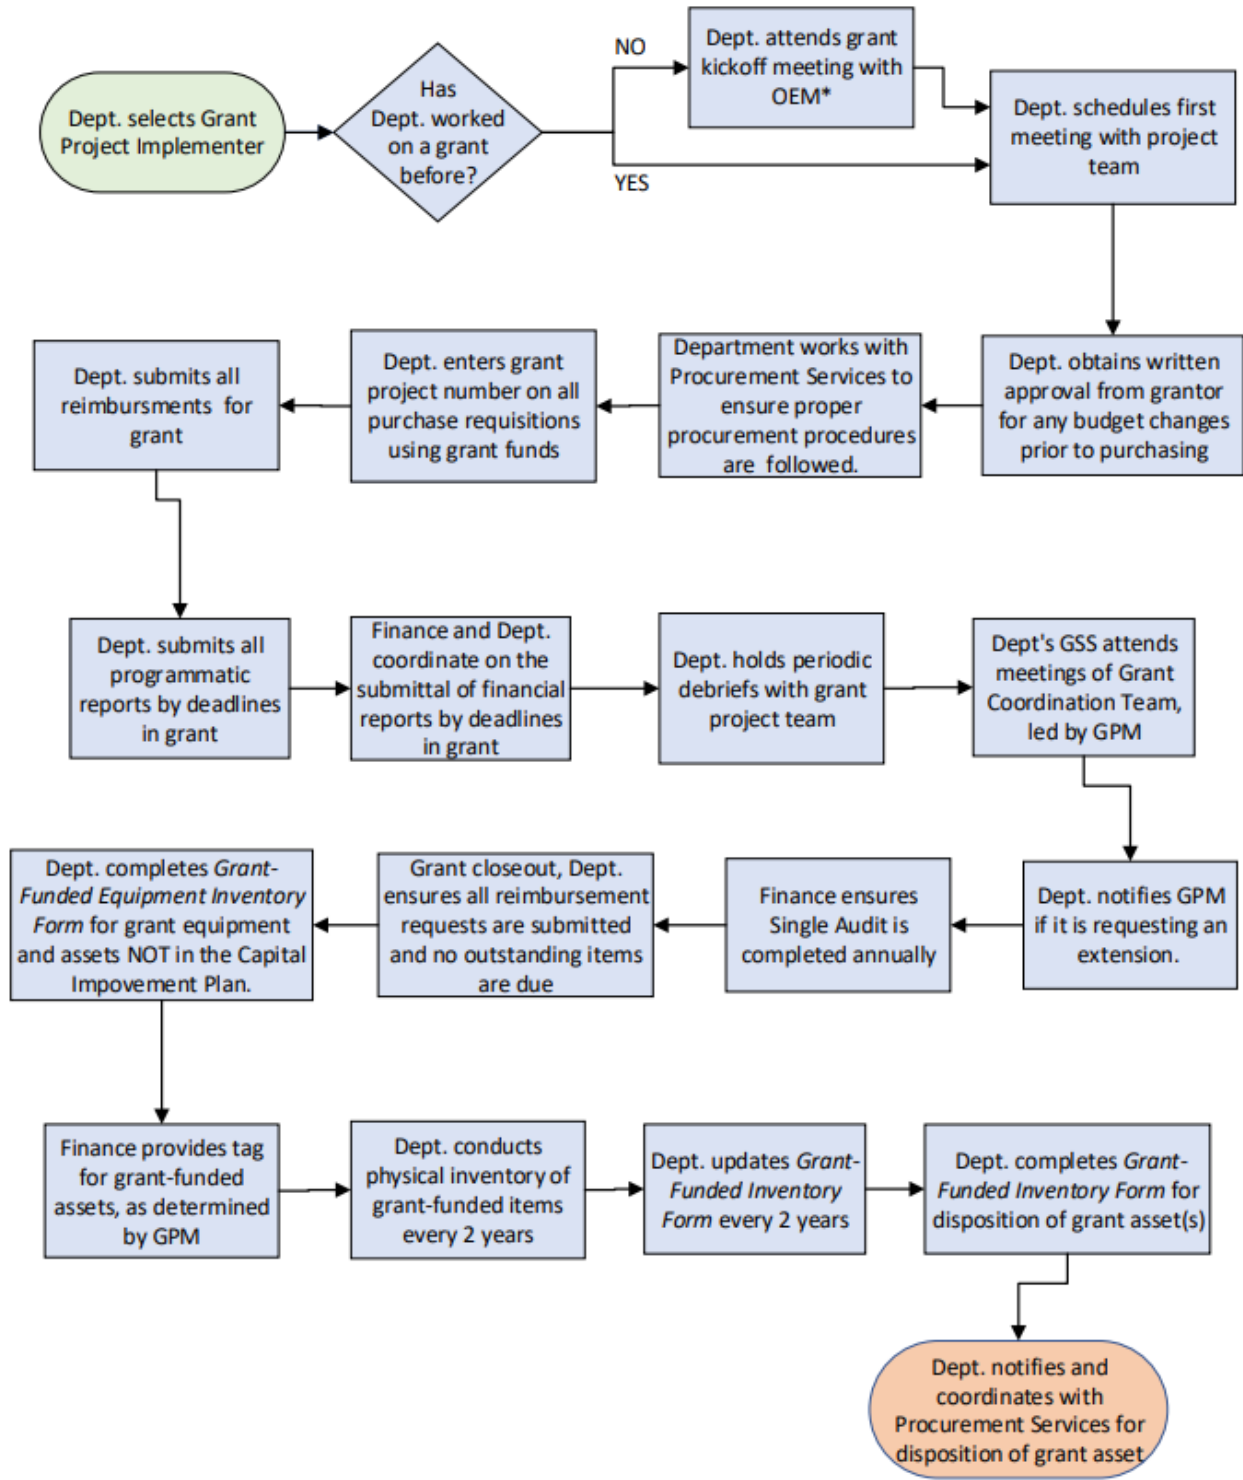 Dept. selects Grant
Project Implementer
Has
Dept. worked
on a grant
before?
NO
YES
Dept. attends grant
kickoff meeting with
OEM*
Dept. schedules first
meeting with project
team
Dept. obtains written
approval from grantor
for any budget changes
prior to purchasing
Department works with
Procurement Services to
ensure proper
procurement procedures
are followed.
Dept. enters grant
project number on all
purchase requisitions
using grant funds
Dept. submits all
reimbursments for
grant
Dept. submits all
programmatic
reports by deadlines
in grant
Finance and Dept.
coordinate on the
submittal of financial
reports by deadlines
in grant
Dept. holds periodic
debriefs with grant
project team
Dept's GSS attends
meetings of Grant
Coordination Team,
led by GPM
Dept. notifies GPM
if it is requesting an
extension.
Finance ensures
Single Audit is
completed annually
Grant closeout, Dept.
ensures all reimbursement
requests are submitted
and no outstanding items
are due
Dept. completes Grant-
Funded Equipment Inventory
Form for grant equipment
and assets NOT in the Capital
Impovement Plan.
Finance provides tag
for grant-funded
assets, as determined
by GPM
Dept. conducts
physical inventory of
grant-funded items
every 2 years
Dept. updates Grant-
Funded Inventory
Form every 2 years
Dept. completes Grant-
Funded Inventory Form for
disposition of grant asset(s)
Dept. notifies and
coordinates with
Procurement Services for
disposition of grant asset